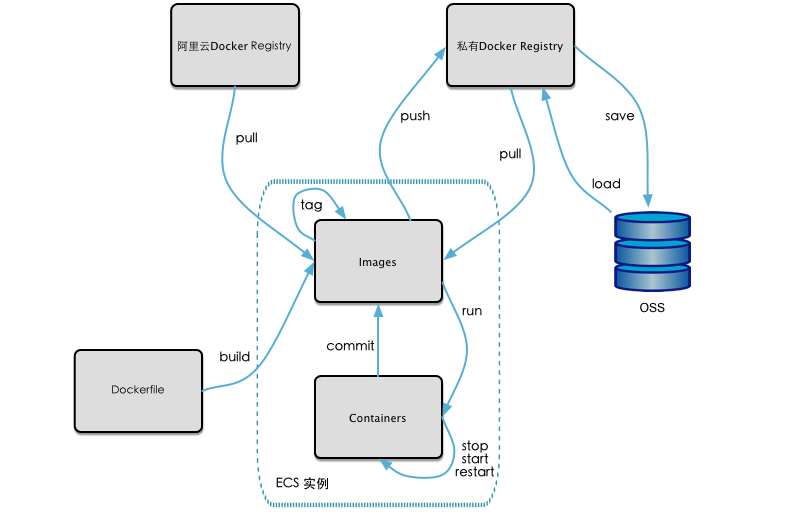 阿里云Docker Registry
私有Docker Registry
pull
push
pull
save
load
tag
Images
OSS
run
commit
build
Dockerfile
Containers
stop
start
restart
ECS 实例